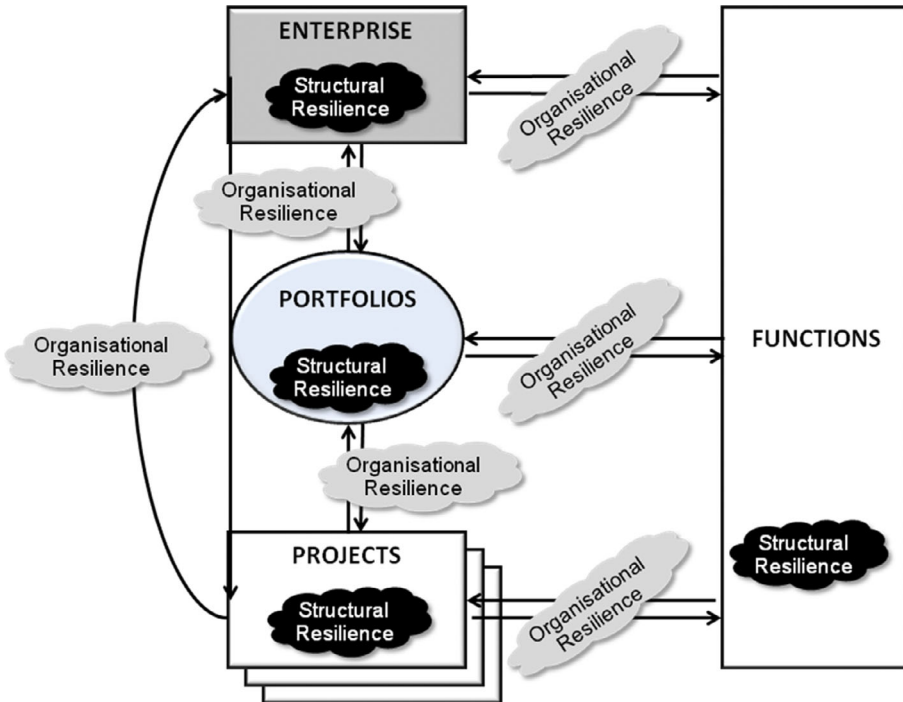 ENTERPRISE
Structural
Resilience
Organisational
Resilience
Organisational
Resilience
PORTFOLIOS
Structural
Resilience
Organisational
Resilience
FUNCTIONS
Organisational
Resilience
Organisational
Resilience
PROJECTS
Structural
Resilience
Organisational
Resilience
Structural
Resilience